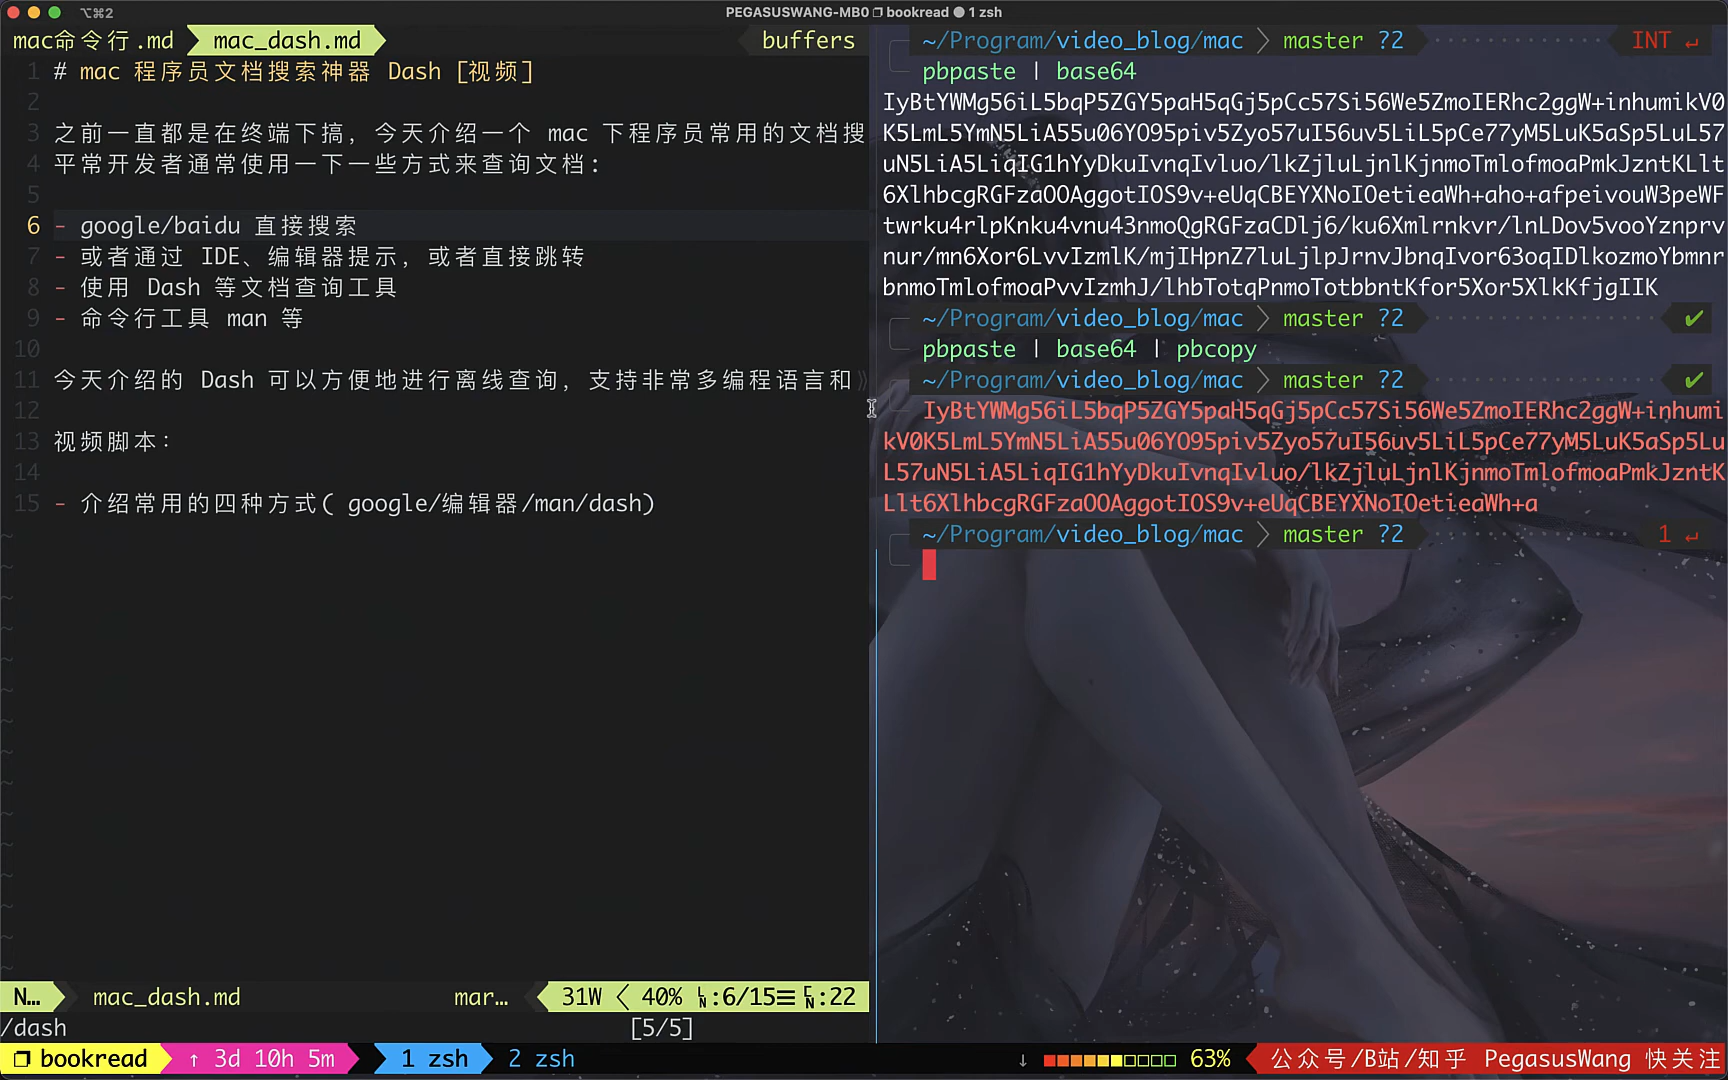 ⌥⌘2
PEGASUSWANG-MB0 ❐ bookread ● 1 zsh
mac命令行.md mac_dash.md buffers
1 # mac 程序员文档搜索神器 Dash [视频]
2
3 之前一直都是在终端下搞, 今天介绍一个 mac 下程序员常用的文档搜
4 平常开发者通常使用一下一些方式来查询文档:
5
6 - google/baidu 直接搜索
7 - 或者通过 IDE、编辑器提示, 或者直接跳转
8 - 使用 Dash 等文档查询工具
9 - 命令行工具 man 等
10
11 今天介绍的 Dash 可以方便地进行离线查询, 支持非常多编程语言和
12
13 视频脚本:
14
15 - 介绍常用的四种方式( google/编辑器/man/dash)
N... mac_dash.md mar... 31W 40% LN:6/15☰ CN:22
/dash [5/5]
~/Program/video_blog/mac master ?2 INT ↵
pbpaste | base64
IyBtYWMg56iL5bqP5ZGY5paH5qGj5pCc57Si56We5ZmoIERhc2ggW+inhumikV0
K5LmL5YmN5LiA55u06YO95piv5Zyo57uI56uv5LiL5pCe77yM5LuK5aSp5LuL57
uN5LiA5LiqIG1hYyDkuIvnqIvluo/lkZjluLjnlKjnmoTmlofmoaPmkJzntKLlt
6XlhbcgRGFzaOOAggotIOS9v+eUqCBEYXNoIOetieaWh+aho+afpeivouW3peWF
twrku4rlpKnku4vnu43nmoQgRGFzaCDlj6/ku6Xmlrnkvr/lnLDov5vooYznprv
nur/mn6Xor6LvvIzmlK/mjIHpnZ7luLjlpJrnvJbnqIvor63oqIDlkozmoYbmnr
bnmoTmlofmoaPvvIzmhJ/lhbTotqPnmoTotbbntKfor5Xor5XlkKfjgIIK
~/Program/video_blog/mac master ?2 ✔
pbpaste | base64 | pbcopy
~/Program/video_blog/mac master ?2 ✔
IyBtYWMg56iL5bqP5ZGY5paH5qGj5pCc57Si56We5ZmoIERhc2ggW+inhumi
kV0K5LmL5YmN5LiA55u06YO95piv5Zyo57uI56uv5LiL5pCe77yM5LuK5aSp5Lu
L57uN5LiA5LiqIG1hYyDkuIvnqIvluo/lkZjluLjnlKjnmoTmlofmoaPmkJzntK
Llt6XlhbcgRGFzaOOAggotIOS9v+eUqCBEYXNoIOetieaWh+a
~/Program/video_blog/mac master ?2 1 ↵
❐ bookread ↑ 3d 10h 5m 1 zsh 2 zsh ↓ 63% 公众号/B站/知乎 PegasusWang 快关注